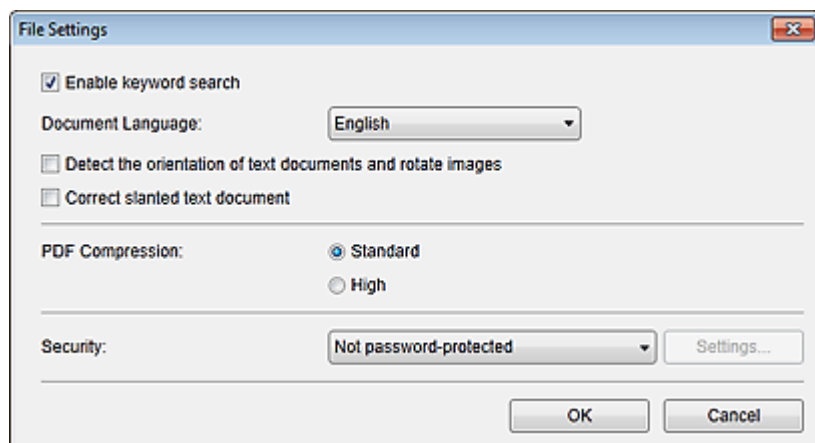 File Settings
Enable keyword search
Document Language: English
Detect the orientation of text documents and rotate images
Correct slanted text document
PDF Compression: Standard
High
Security: Not password-protected Settings...
OK Cancel